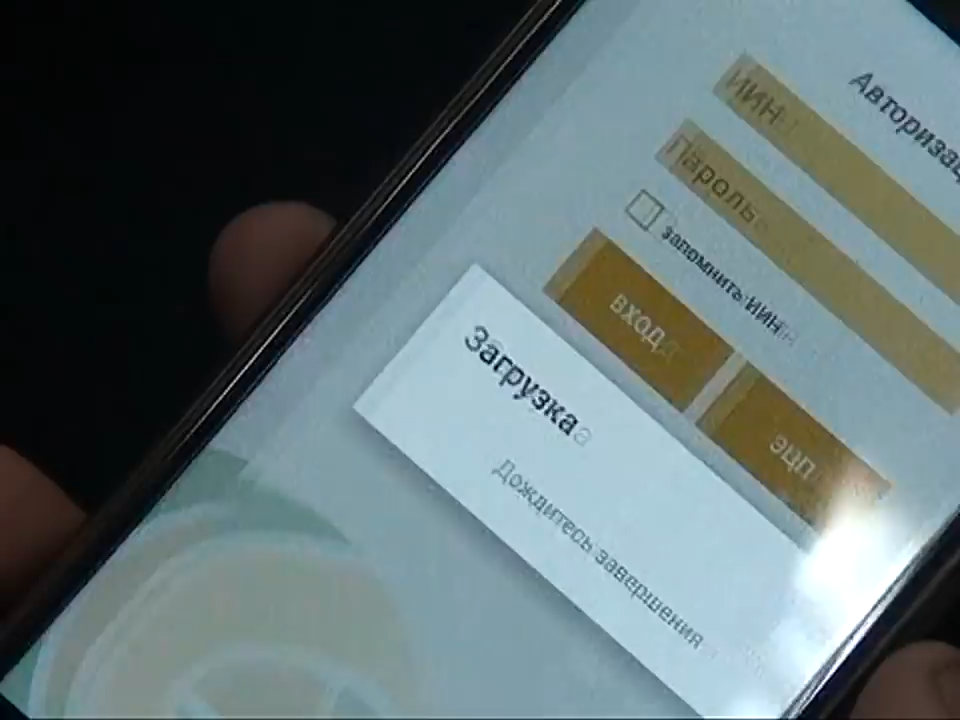 Авторизац
ИИН
Пароль
запомнить ИИН
ВХОД
ЭЦП
Загрузка
Дождитесь завершения